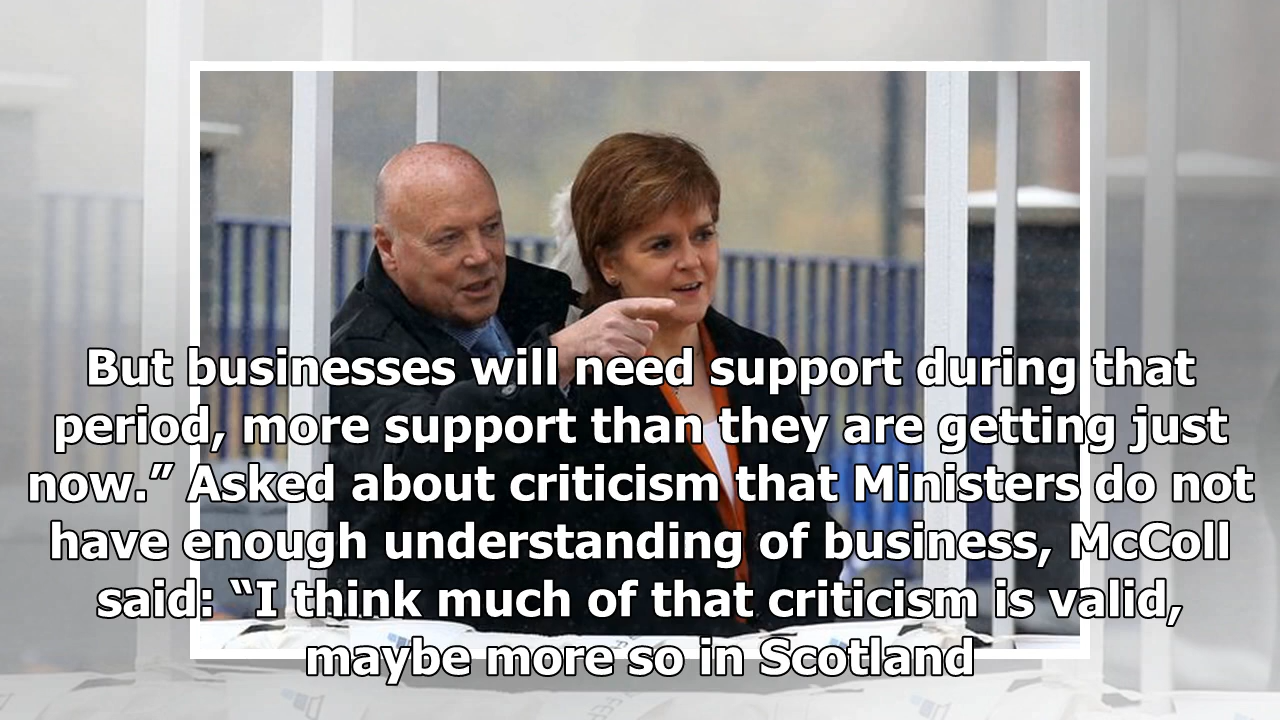 But businesses will need support during that
period, more support than they are getting just
now.” Asked about criticism that Ministers do not
have enough understanding of business, McColl
said: “I think much of that criticism is valid,
maybe more so in Scotland